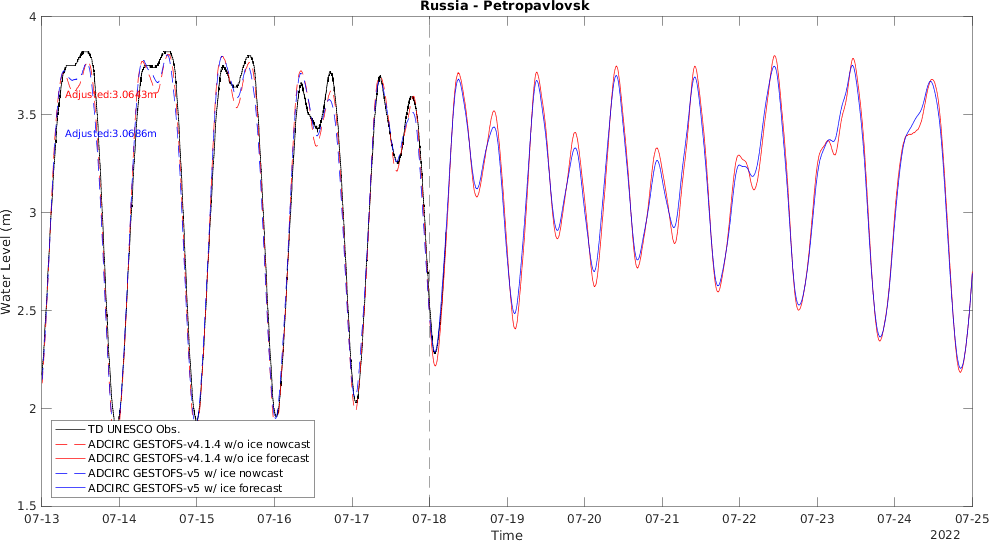 Russia - Petropavlovsk
4
3.5
3
2.5
2
1.5
Water Level (m)
Adjusted:3.0643m
Adjusted:3.0686m
TD UNESCO Obs.
ADCIRC GESTOFS-v4.1.4 w/o ice nowcast
ADCIRC GESTOFS-v4.1.4 w/o ice forecast
ADCIRC GESTOFS-v5 w/ ice nowcast
ADCIRC GESTOFS-v5 w/ ice forecast
07-13 07-14 07-15 07-16 07-17 07-18 07-19 07-20 07-21 07-22 07-23 07-24 07-25
Time
2022